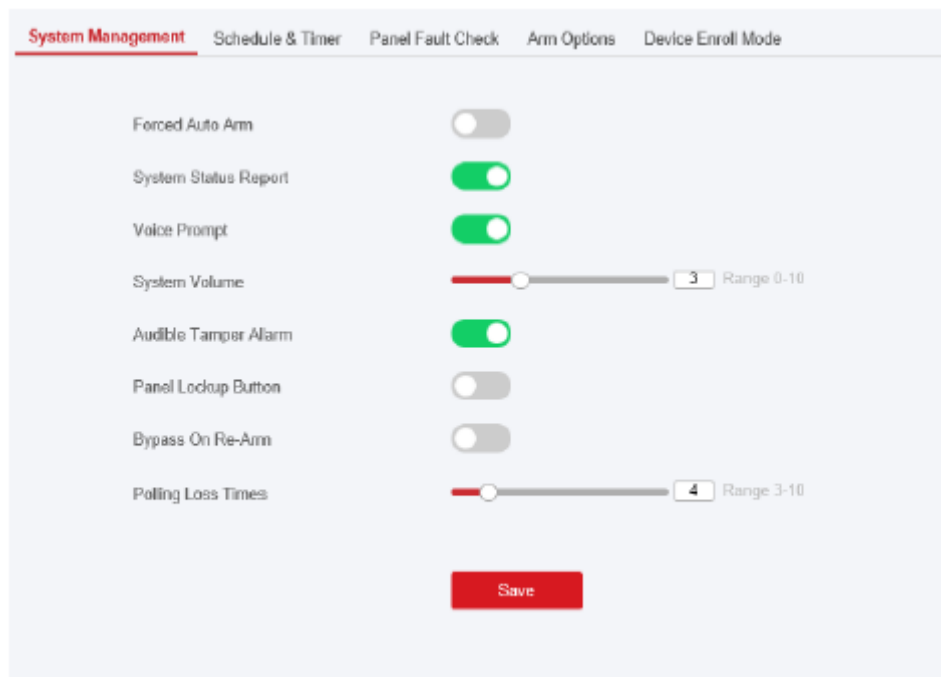 System Management Schedule & Timer Panel Fault Check Arm Options Device Enroll Mode
Forced Auto Arm
System Status Report
Voice Prompt
System Volume 3 Range 0-10
Audible Tamper Alarm
Panel Lockup Button
Bypass On Re-Arm
Polling Loss Times 4 Range 3-10
Save